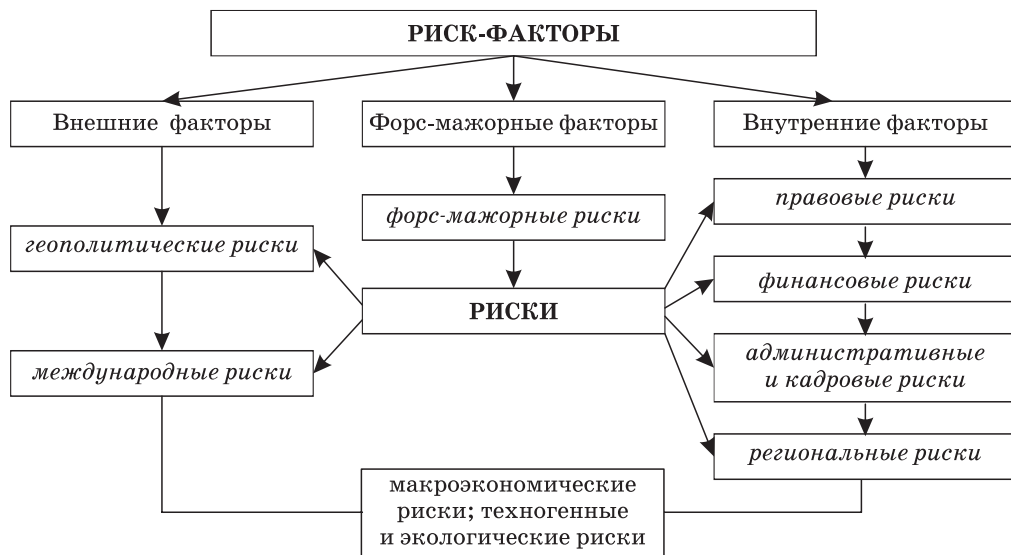 РИСК-ФАКТОРЫ
Внешние факторы
Форс-мажорные факторы
Внутренние факторы
правовые риски
форс-мажорные риски
геополитические риски
финансовые риски
РИСКИ
международные риски
административные
и кадровые риски
региональные риски
макроэкономические
риски; техногенные
и экологические риски